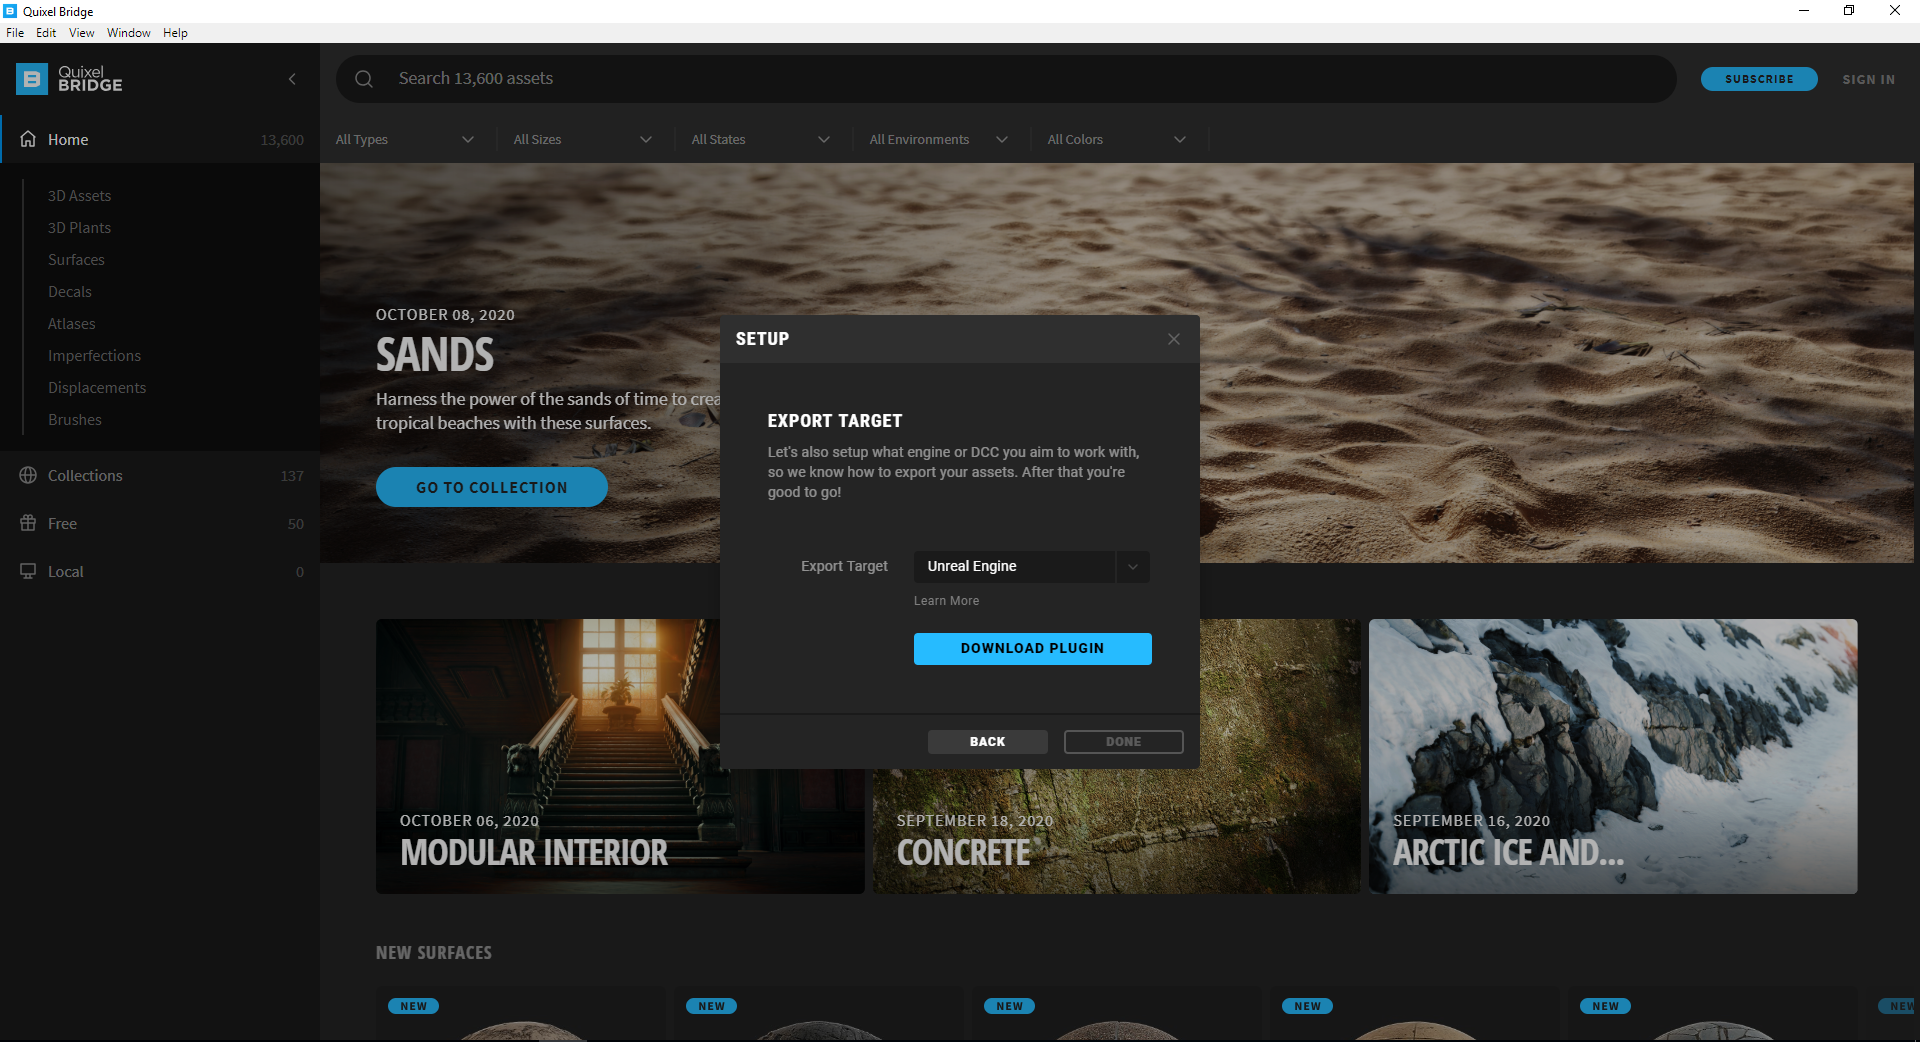 Quixel Bridge
File Edit View Window Help
Quixel
BRIDGE
Search 13,600 assets
SUBSCRIBE
SIGN IN
Home 13,600
All Types
All Sizes
All States
All Environments
All Colors
3D Assets
3D Plants
Surfaces
Decals
Atlases
Imperfections
Displacements
Brushes
Collections 137
Free 50
Local 0
OCTOBER 08, 2020
SANDS
Harness the power of the sands of time to crea
tropical beaches with these surfaces.
GO TO COLLECTION
SETUP
EXPORT TARGET
Let's also setup what engine or DCC you aim to work with,
so we know how to export your assets. After that you're
good to go!
Export Target Unreal Engine
Learn More
DOWNLOAD PLUGIN
BACK DONE
OCTOBER 06, 2020
MODULAR INTERIOR
SEPTEMBER 18, 2020
CONCRETE
SEPTEMBER 16, 2020
ARCTIC ICE AND...
NEW SURFACES
NEW
NEW
NEW
NEW
NEW
NEW